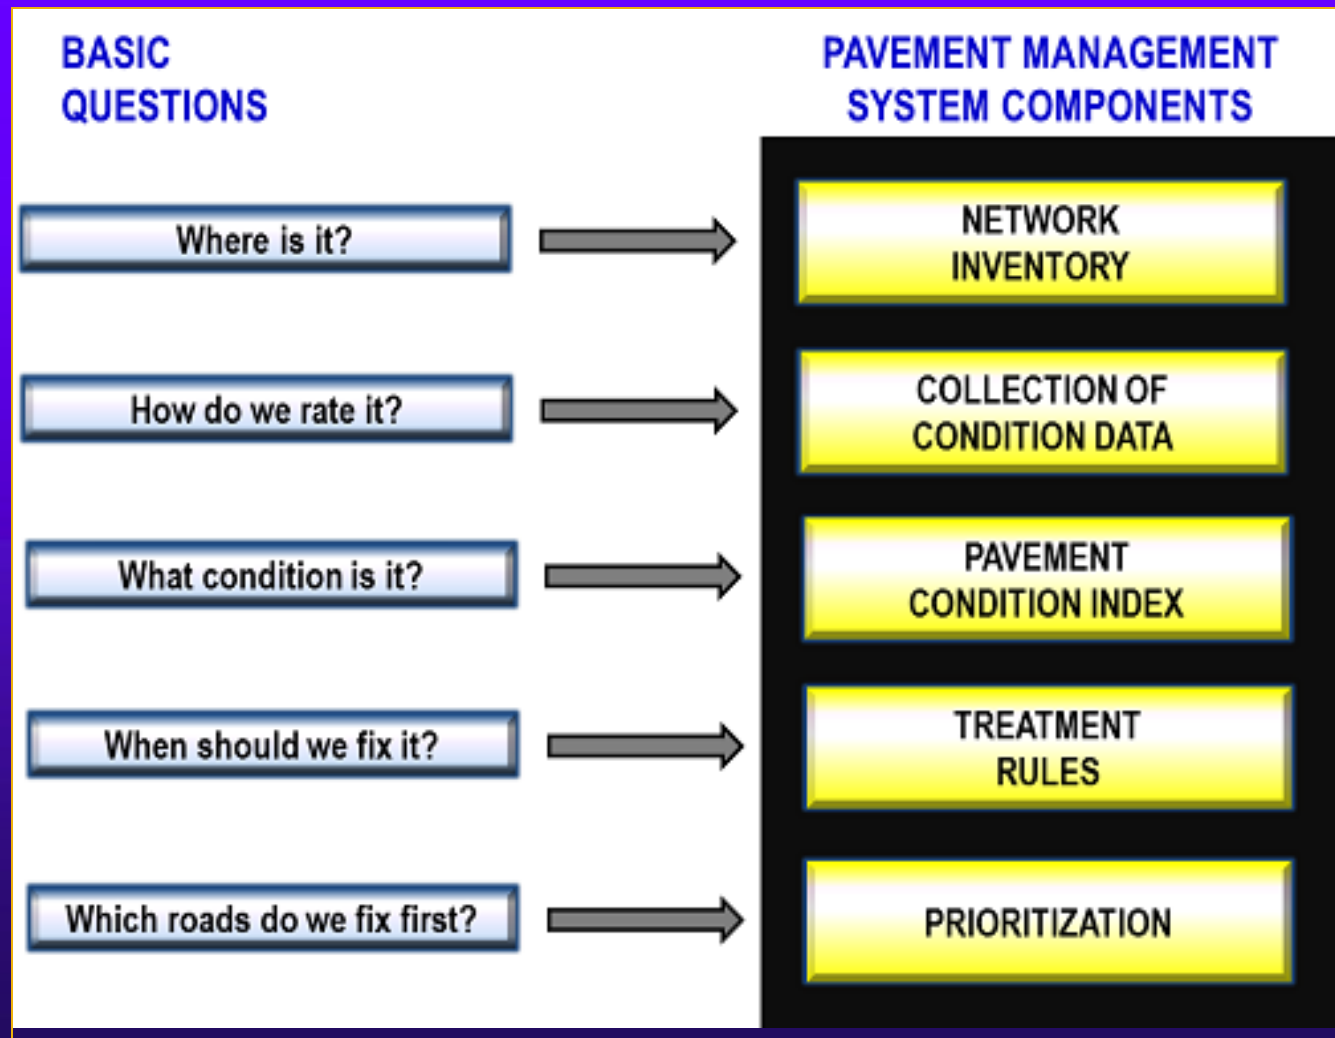 BASIC
QUESTIONS
PAVEMENT MANAGEMENT
SYSTEM COMPONENTS
Where is it?
NETWORK
INVENTORY
How do we rate it?
COLLECTION OF
CONDITION DATA
What condition is it?
PAVEMENT
CONDITION INDEX
When should we fix it?
TREATMENT
RULES
Which roads do we fix first?
PRIORITIZATION